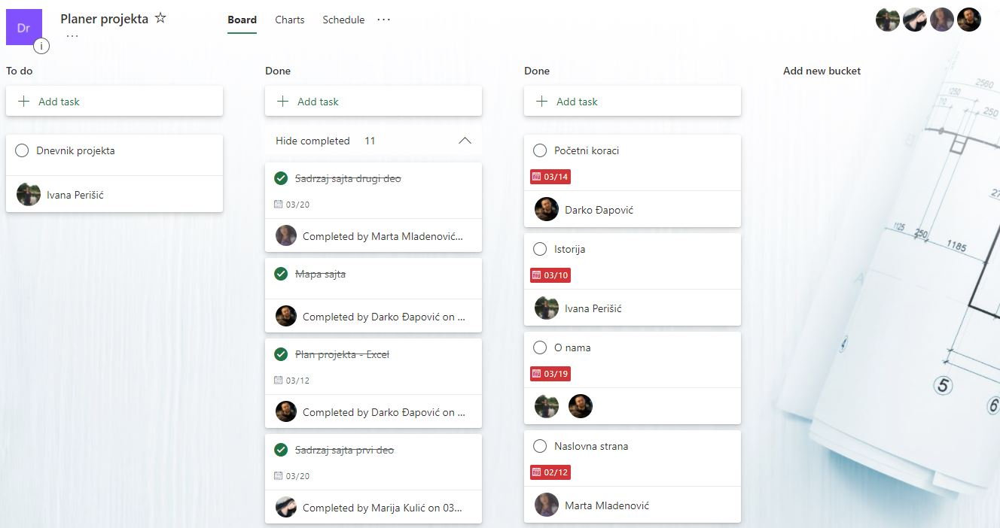 Dr
Planer projekta
Board Charts Schedule
To do
Add task
Dnevnik projekta
Ivana Perišić
Done
Add task
Hide completed 11
Sadrzaj sajta drugi deo
03/20
Completed by Marta Mladenović...
Mapa sajta
Completed by Darko Đapović on ...
Plan projekta - Excel
03/12
Completed by Darko Đapović on ...
Sadrzaj sajta prvi deo
03/20
Completed by Marija Kulić on 03...
Done
Add task
Početni koraci
03/14
Darko Đapović
Istorija
03/10
Ivana Perišić
O nama
03/19
Naslovna strana
02/12
Marta Mladenović
Add new bucket
2560
1250
250
1125
250
1185
5
6